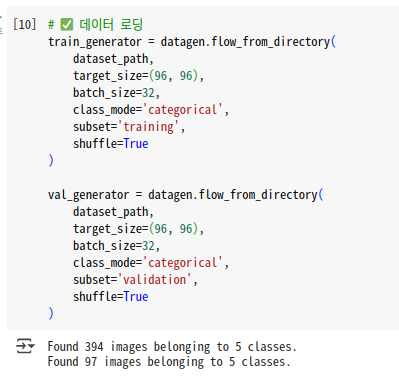 [10] # ✅ 데이터 로딩
train_generator = datagen.flow_from_directory(
    dataset_path,
    target_size=(96, 96),
    batch_size=32,
    class_mode='categorical',
    subset='training',
    shuffle=True
)

val_generator = datagen.flow_from_directory(
    dataset_path,
    target_size=(96, 96),
    batch_size=32,
    class_mode='categorical',
    subset='validation',
    shuffle=True
)

Found 394 images belonging to 5 classes.
Found 97 images belonging to 5 classes.